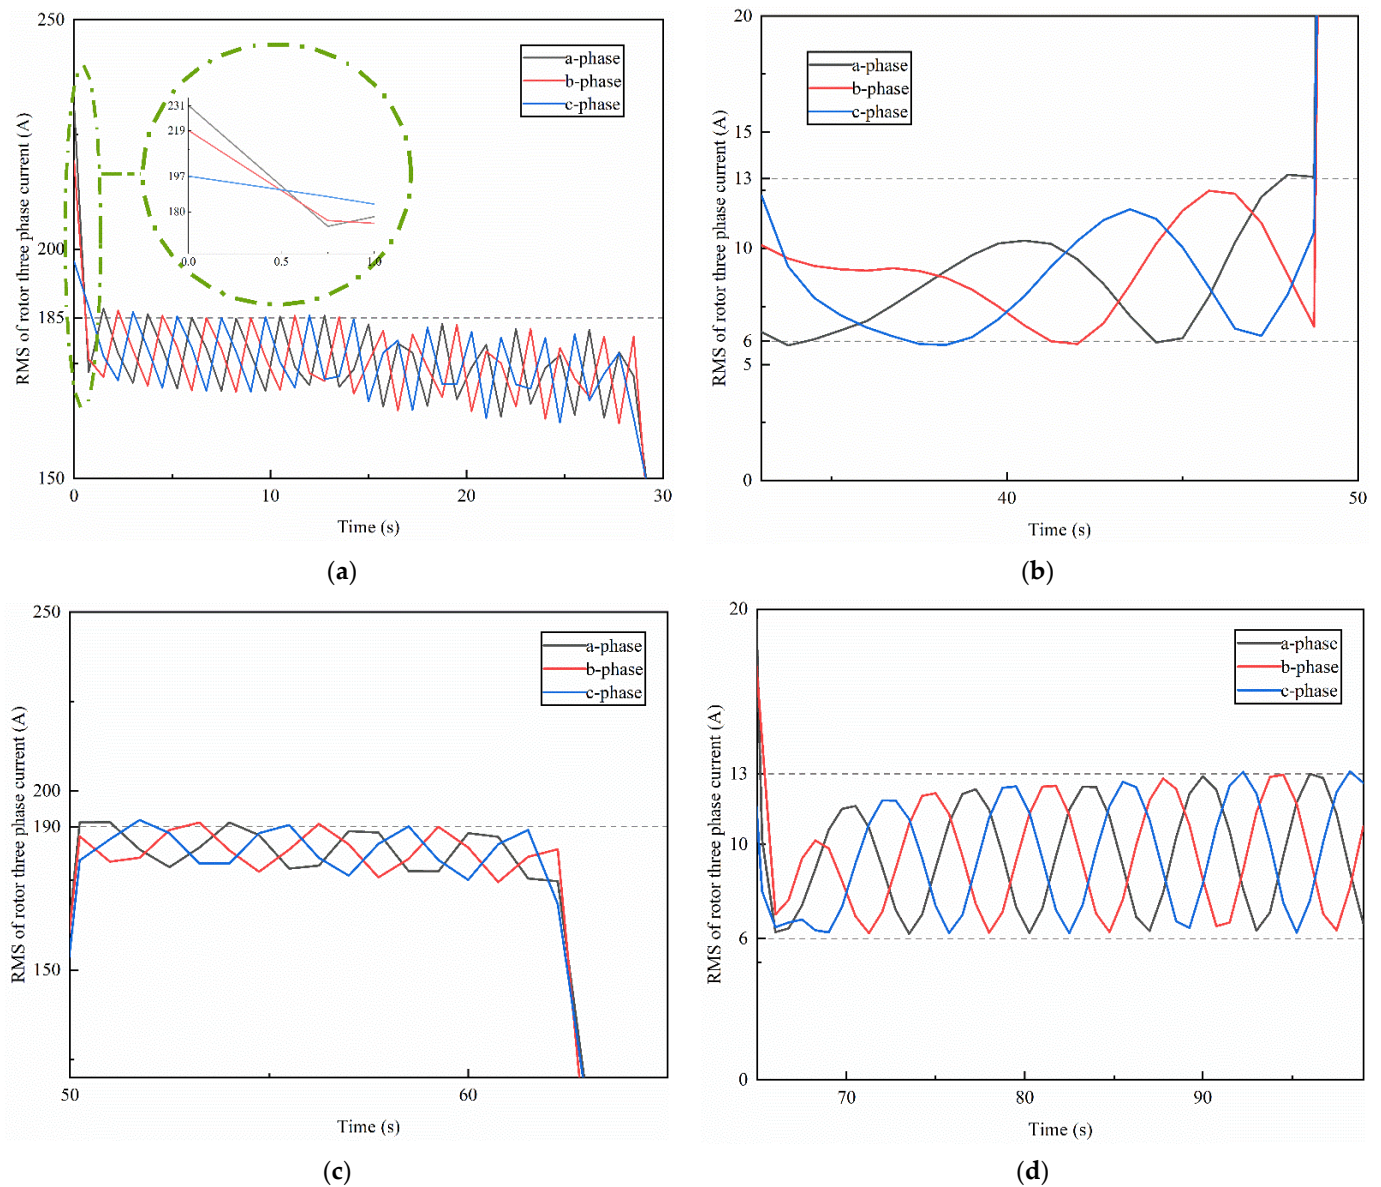 250
200
185
150
RMS of rotor three phase current (A)
a-phase
b-phase
c-phase
231
219
197
180
0.0
0.5
1.0
0
10
20
30
Time (s)
(a)
20
15
13
10
6
5
0
RMS of rotor three phase current (A)
a-phase
b-phase
c-phase
40
50
Time (s)
(b)
250
200
190
150
RMS of rotor three phase current (A)
a-phase
b-phase
c-phase
50
60
Time (s)
(c)
20
13
10
6
0
RMS of rotor three phase current (A)
a-phase
b-phase
c-phase
70
80
90
Time (s)
(d)